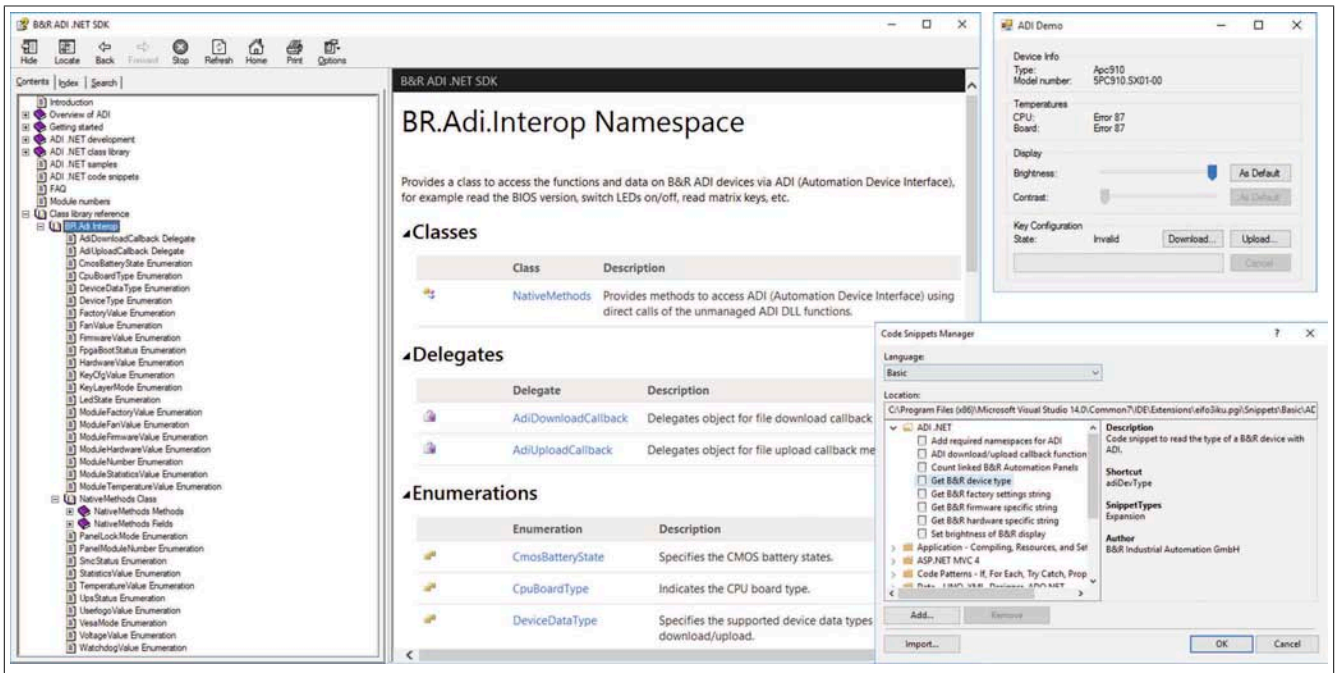 B&R ADI .NET SDK
Hide Locate Back Forward Stop Refresh Home Print Options
Contents Index Search
Introduction
Overview of ADI
Getting started
ADI .NET development
ADI .NET class library
ADI .NET samples
ADI .NET code snippets
FAQ
Module numbers
Class library reference
BR.Adi.Interop
AdiDownloadCallback Delegate
AdiUploadCallback Delegate
CmosBatteryState Enumeration
CpuBoardType Enumeration
DeviceDataType Enumeration
DeviceType Enumeration
FactoryValue Enumeration
FanValue Enumeration
FirmwareValue Enumeration
FpgaBootStatus Enumeration
HardwareValue Enumeration
KeyCfgValue Enumeration
KeyLayerMode Enumeration
LedState Enumeration
ModuleFactoryValue Enumeration
ModuleFanValue Enumeration
ModuleFirmwareValue Enumeration
ModuleHardwareValue Enumeration
ModuleNumber Enumeration
ModuleStatisticsValue Enumeration
ModuleTemperatureValue Enumeration
NativeMethods Class
NativeMethods Methods
NativeMethods Fields
PanelLockMode Enumeration
PanelModuleNumber Enumeration
SmcStatus Enumeration
StatisticsValue Enumeration
TemperatureValue Enumeration
UpsStatus Enumeration
UserlogoValue Enumeration
VesaMode Enumeration
VoltageValue Enumeration
WatchdogValue Enumeration
B&R ADI .NET SDK
BR.Adi.Interop Namespace
Provides a class to access the functions and data on B&R ADI devices via ADI (Automation Device Interface),
for example read the BIOS version, switch LEDs on/off, read matrix keys, etc.
Classes
Class Description
NativeMethods Provides methods to access ADI (Automation Device Interface) using
direct calls of the unmanaged ADI DLL functions.
Delegates
Delegate Description
AdiDownloadCallback Delegates object for file download callback
AdiUploadCallback Delegates object for file upload callback me
Enumerations
Enumeration Description
CmosBatteryState Specifies the CMOS battery states.
CpuBoardType Indicates the CPU board type.
DeviceDataType Specifies the supported device data types
download/upload.
ADI Demo
Device Info
Type: Apc910
Model number: 5PC910.SX01-00
Temperatures
CPU: Error 87
Board: Error 87
Display
Brightness: As Default
Contrast: As Default
Key Configuration
State: Invalid Download... Upload...
Cancel
Code Snippets Manager
Language:
Basic
Location:
C:\Program Files (x86)\Microsoft Visual Studio 14.0\Common7\IDE\Extensions\eifo3iku.pgi\Snippets\Basic\AD
ADI .NET
Add required namespaces for ADI
ADI download/upload callback function
Count linked B&R Automation Panels
Get B&R device type
Get B&R factory settings string
Get B&R firmware specific string
Get B&R hardware specific string
Set brightness of B&R display
Application - Compiling, Resources, and Set
ASP.NET MVC 4
Code Patterns - If, For Each, Try Catch, Prop
Data - LINQ, XML, Designer, ADO.NET
Description
Code snippet to read the type of a B&R device with
ADI.
Shortcut
adiDevType
SnippetTypes
Expansion
Author
B&R Industrial Automation GmbH
Add... Remove
Import... OK Cancel